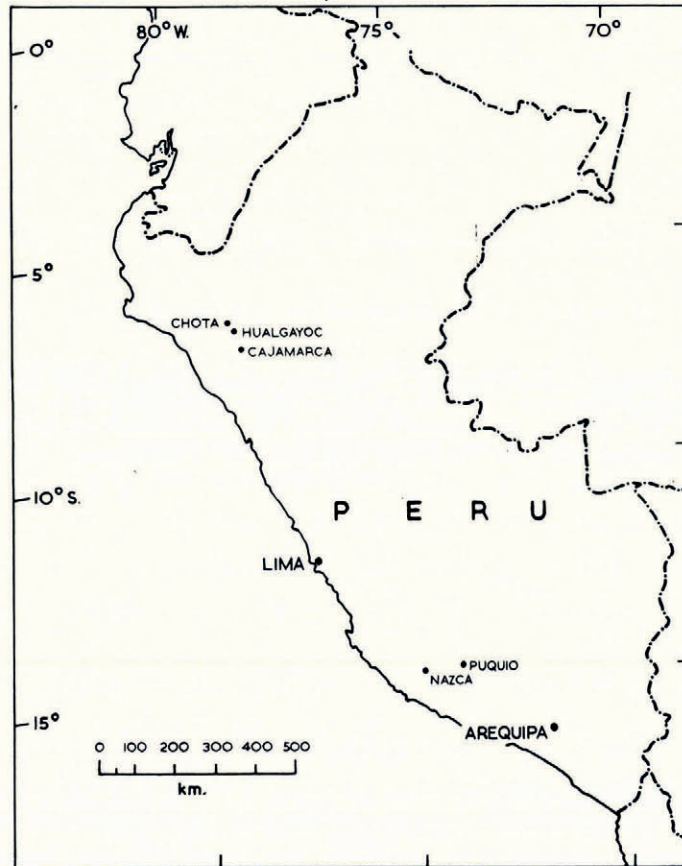 80°W. 75° 70°
0°
5°
CHOTA
HUALGAYOC
CAJAMARCA
10°S.
P E R U
LIMA
PUQUIO
NAZCA
15°
AREQUIPA
0 100 200 300 400 500
km.